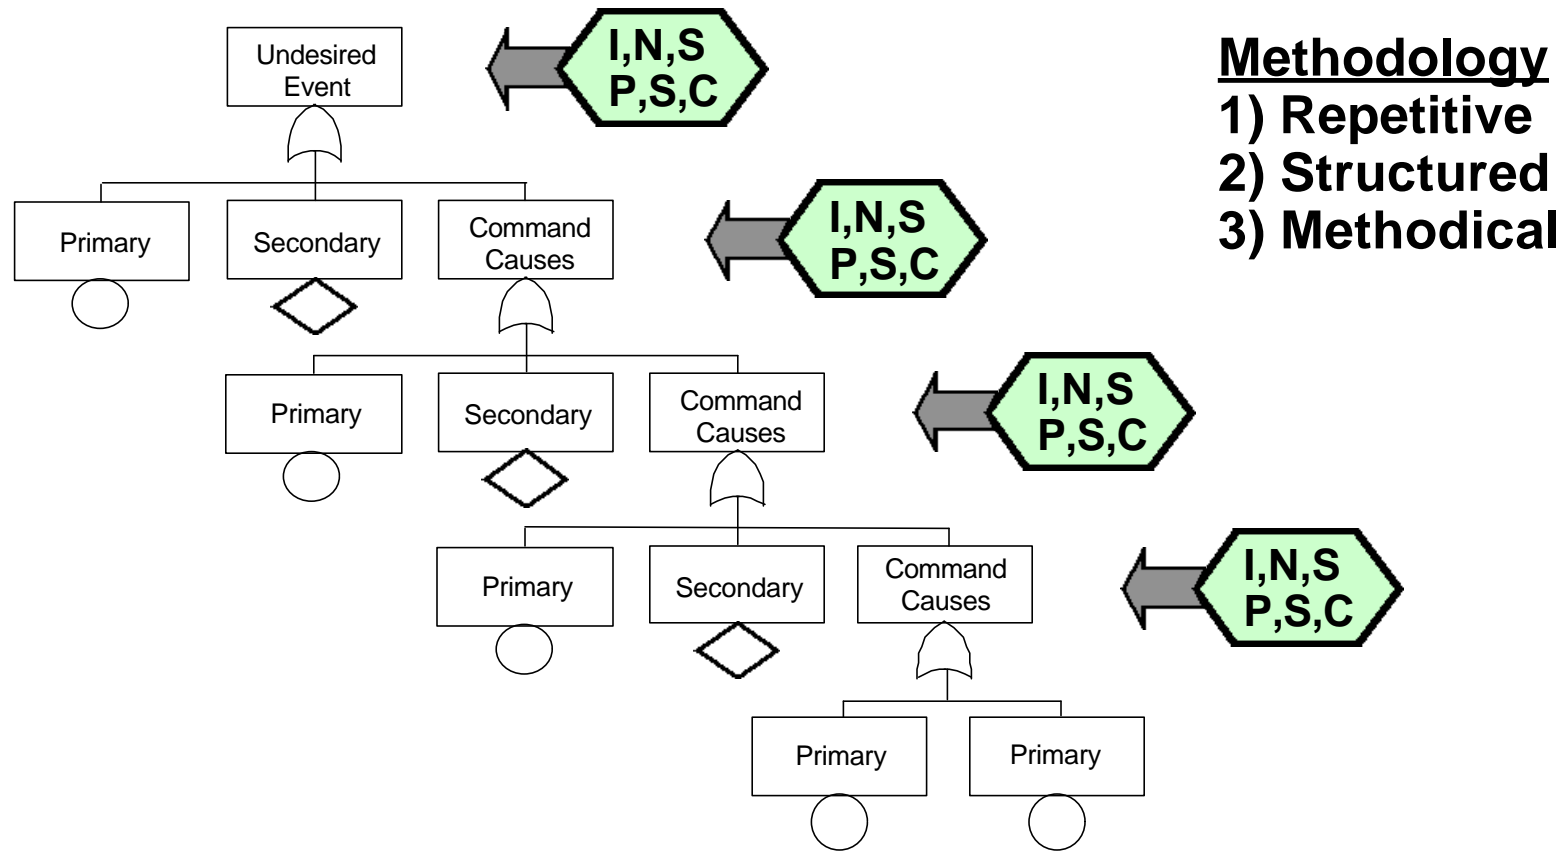 Undesired
Event
I,N,S
P,S,C
Methodology
1) Repetitive
2) Structured
3) Methodical
Primary
Secondary
Command
Causes
I,N,S
P,S,C
Primary
Secondary
Command
Causes
I,N,S
P,S,C
Primary
Secondary
Command
Causes
I,N,S
P,S,C
Primary
Primary